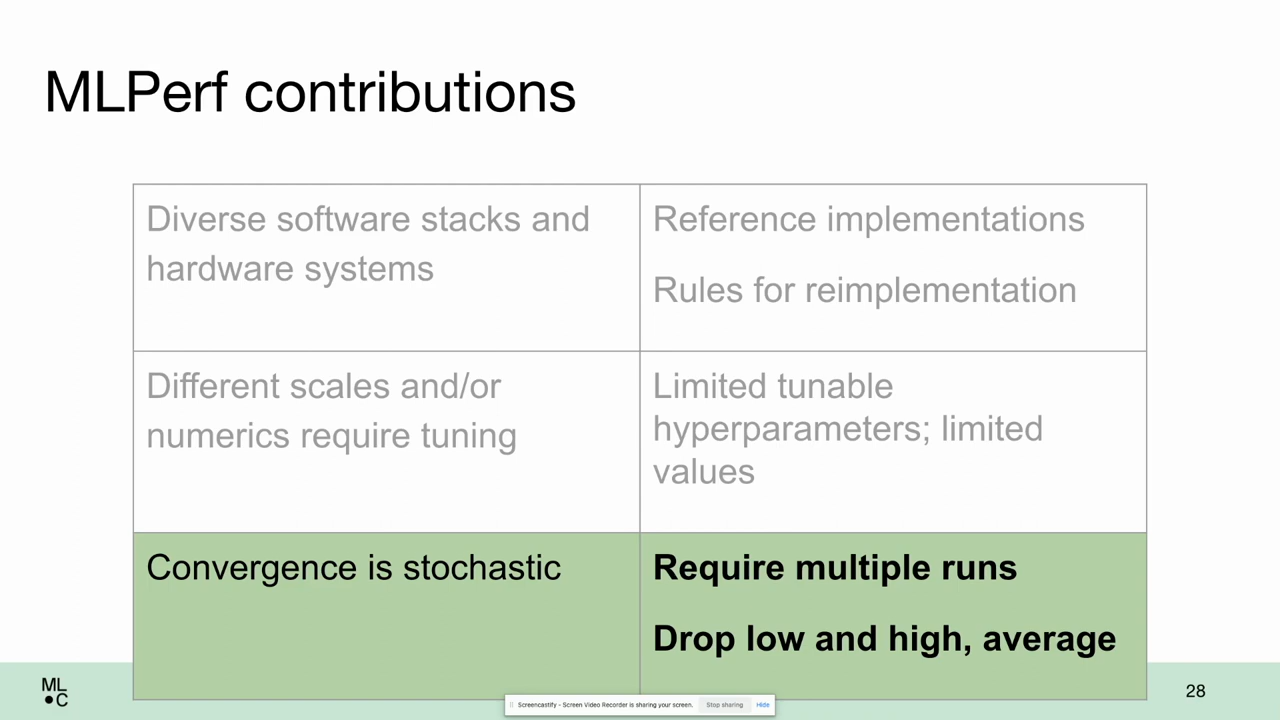 MLPerf contributions
Diverse software stacks and
hardware systems
Reference implementations
Rules for reimplementation
Different scales and/or
numerics require tuning
Limited tunable
hyperparameters; limited
values
Convergence is stochastic
Require multiple runs
Drop low and high, average
ML
C
28
Screencastify - Screen Video Recorder is sharing your screen.
Stop sharing
Hide